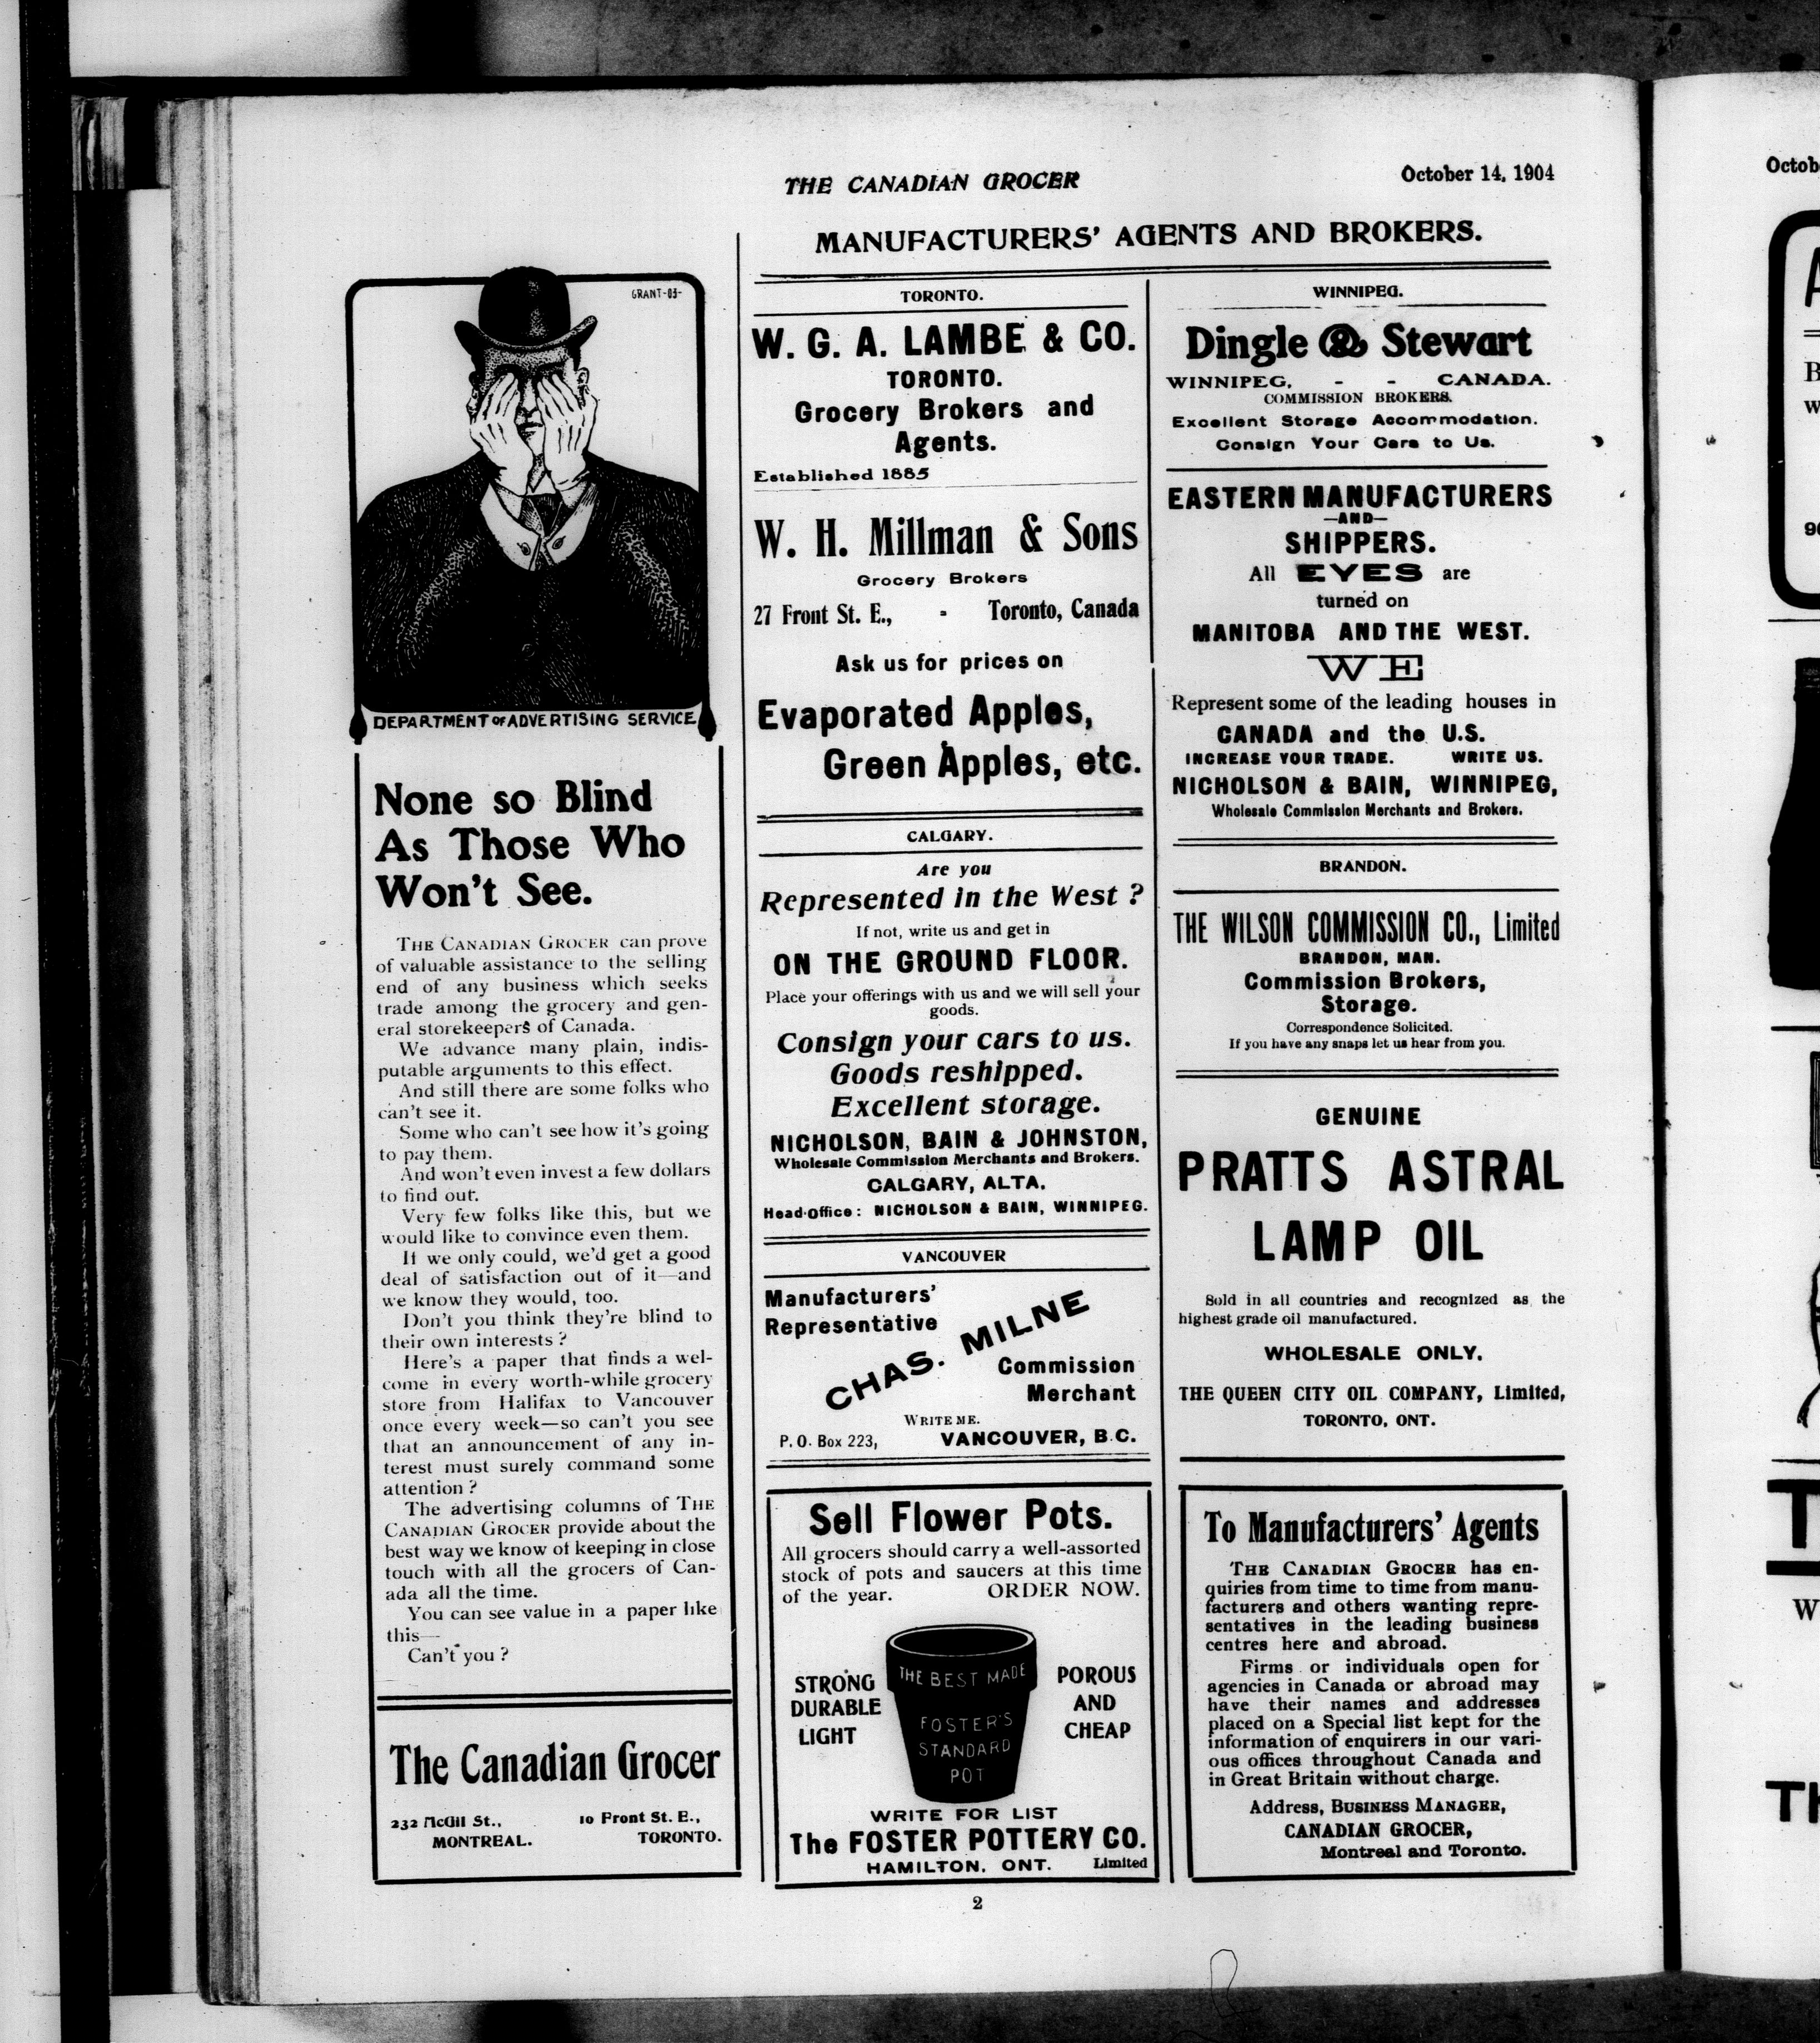 THE CANADIAN GROCER
October 14, 1904
MANUFACTURERS' AGENTS AND BROKERS.
GRANT-03-
DEPARTMENT OF ADVERTISING SERVICE
None so Blind
As Those Who
Won't See.
THE CANADIAN GROCER can prove
of valuable assistance to the selling
end of any business which seeks
trade among the grocery and gen-
eral storekeepers of Canada.
We advance many plain, indis-
putable arguments to this effect.
And still there are some folks who
can't see it.
Some who can't see how it's going
to pay them.
And won't even invest a few dollars
to find out.
Very few folks like this, but we
would like to convince even them.
If we only could, we'd get a good
deal of satisfaction out of it—and
we know they would, too.
Don't you think they're blind to
their own interests?
Here's a paper that finds a wel-
come in every worth-while grocery
store from Halifax to Vancouver
once every week—so can't you see
that an announcement of any in-
terest must surely command some
attention?
The advertising columns of THE
CANADIAN GROCER provide about the
best way we know of keeping in close
touch with all the grocers of Can-
ada all the time.
You can see value in a paper like
this—
Can't you?
The Canadian Grocer
232 McGill St.,
MONTREAL.
10 Front St. E.,
TORONTO.
TORONTO.
W. G. A. LAMBE & CO.
TORONTO.
Grocery Brokers and
Agents.
Established 1885
W. H. Millman & Sons
Grocery Brokers
27 Front St. E., - Toronto, Canada
Ask us for prices on
Evaporated Apples,
Green Apples, etc.
CALGARY.
Are you
Represented in the West?
If not, write us and get in
ON THE GROUND FLOOR.
Place your offerings with us and we will sell your
goods.
Consign your cars to us.
Goods reshipped.
Excellent storage.
NICHOLSON, BAIN & JOHNSTON,
Wholesale Commission Merchants and Brokers.
CALGARY, ALTA.
Head Office: NICHOLSON & BAIN, WINNIPEG.
VANCOUVER
Manufacturers'
Representative
CHAS. MILNE
Commission
Merchant
WRITE ME.
P. O. Box 223, VANCOUVER, B.C.
Sell Flower Pots.
All grocers should carry a well-assorted
stock of pots and saucers at this time
of the year. ORDER NOW.
STRONG
DURABLE
LIGHT
THE BEST MADE
FOSTER'S
STANDARD
POT
POROUS
AND
CHEAP
WRITE FOR LIST
The FOSTER POTTERY CO.
HAMILTON, ONT. Limited
WINNIPEG.
Dingle & Stewart
WINNIPEG, - - CANADA.
COMMISSION BROKERS.
Excellent Storage Accommodation.
Consign Your Cars to Us.
EASTERN MANUFACTURERS
—AND—
SHIPPERS.
All EYES are
turned on
MANITOBA AND THE WEST.
WE
Represent some of the leading houses in
CANADA and the U.S.
INCREASE YOUR TRADE. WRITE US.
NICHOLSON & BAIN, WINNIPEG,
Wholesale Commission Merchants and Brokers.
BRANDON.
THE WILSON COMMISSION CO., Limited
BRANDON, MAN.
Commission Brokers,
Storage.
Correspondence Solicited.
If you have any snaps let us hear from you.
GENUINE
PRATTS ASTRAL
LAMP OIL
Sold in all countries and recognized as the
highest grade oil manufactured.
WHOLESALE ONLY.
THE QUEEN CITY OIL COMPANY, Limited,
TORONTO, ONT.
To Manufacturers' Agents
THE CANADIAN GROCER has en-
quiries from time to time from manu-
facturers and others wanting repre-
sentatives in the leading business
centres here and abroad.
Firms or individuals open for
agencies in Canada or abroad may
have their names and addresses
placed on a Special list kept for the
information of enquirers in our vari-
ous offices throughout Canada and
in Great Britain without charge.
Address, BUSINESS MANAGER,
CANADIAN GROCER,
Montreal and Toronto.
2